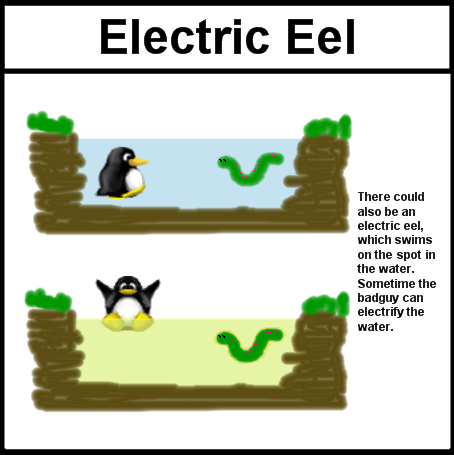 Electric Eel
There could
also be an
electric eel,
which swims
on the spot in
the water.
Sometime the
badguy can
electrify the
water.